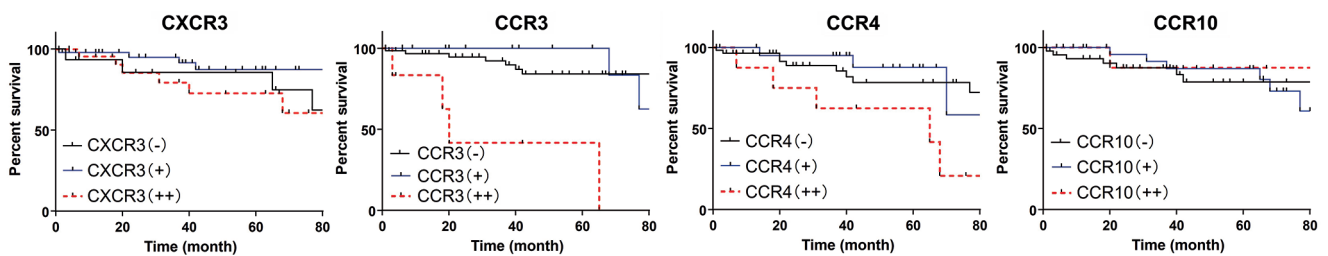 CXCR3
Percent survival
100
50
0
CXCR3(-)
CXCR3(+)
CXCR3(++)
0 20 40 60 80
Time (month)
CCR3
Percent survival
100
50
0
CCR3(-)
CCR3(+)
CCR3(++)
0 20 40 60 80
Time (month)
CCR4
Percent survival
100
50
0
CCR4(-)
CCR4(+)
CCR4(++)
0 20 40 60 80
Time (month)
CCR10
Percent survival
100
50
0
CCR10(-)
CCR10(+)
CCR10(++)
0 20 40 60 80
Time (month)